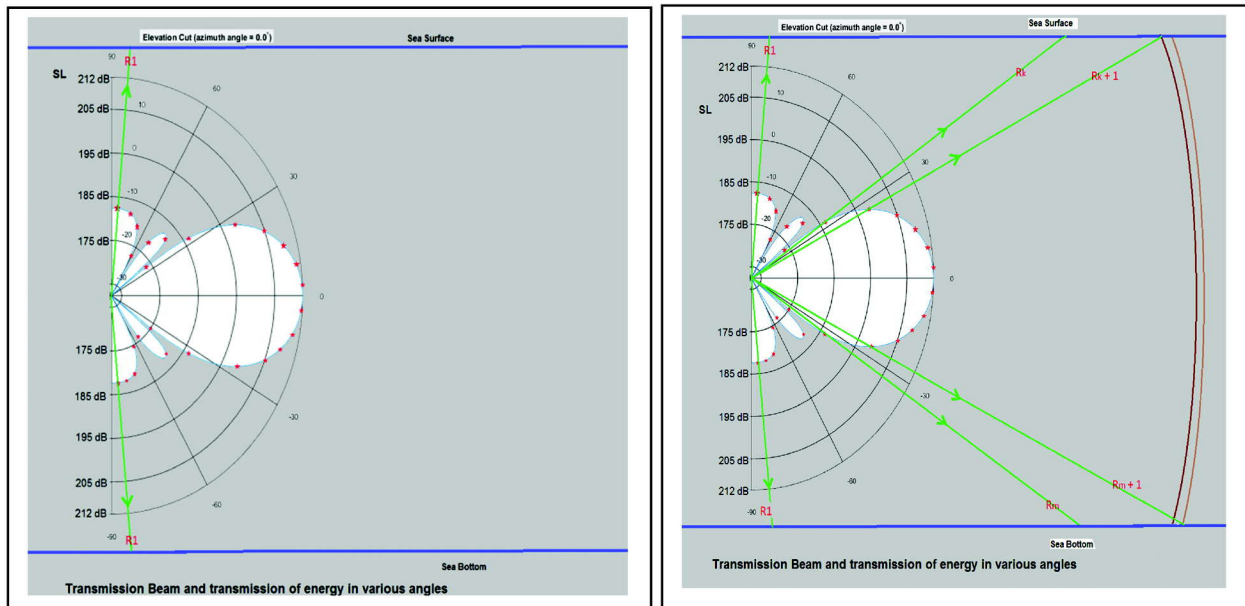 Elevation Cut (azimuth angle = 0.0°)
Sea Surface
90
R1
SL
212 dB
60
205 dB
10
195 dB
0
30
185 dB
-10
175 dB
-20
-30
0
175 dB
185 dB
-30
195 dB
205 dB
-60
212 dB
-90
R1
Sea Bottom
Transmission Beam and transmission of energy in various angles
Sea Surface
Elevation Cut (azimuth angle = 0.0°)
90
R1
Rk
Rk + 1
212 dB
60
SL
205 dB
10
195 dB
0
30
185 dB
-10
175 dB
-20
-30
0
175 dB
185 dB
-30
195 dB
205 dB
-60
Rm + 1
212 dB
Rm
-90
R1
Sea Bottom
Transmission Beam and transmission of energy in various angles